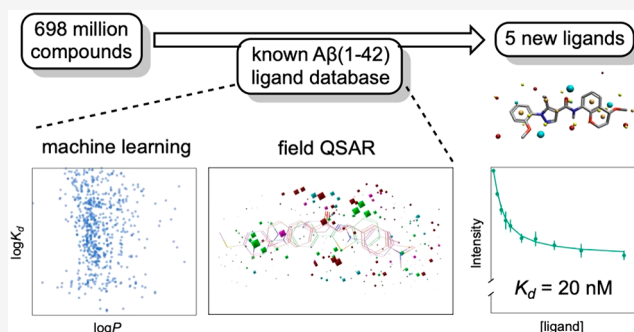 698 million
compounds
known Aβ(1-42)
ligand database
5 new ligands
machine learning
field QSAR
logKd
logP
Intensity
Kd = 20 nM
[ligand]